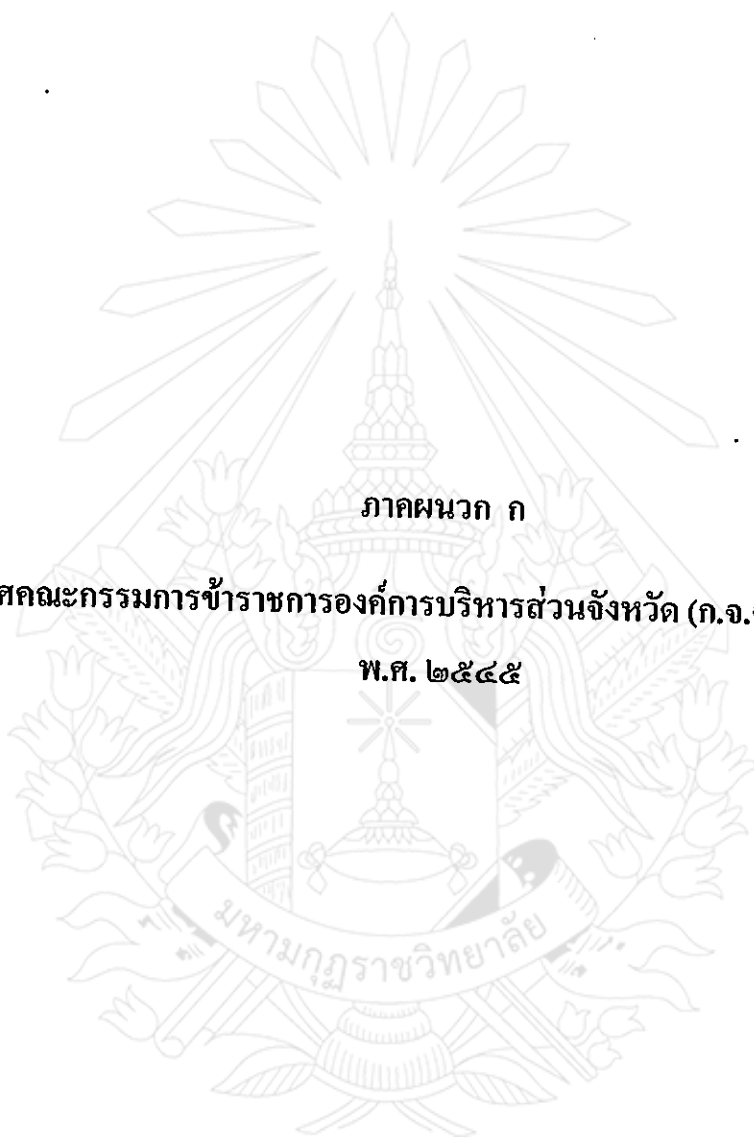 ภาคผนวก ก
ศคณะกรรมการข้าราชการองค์การบริหารส่วนจังหวัด (ก.จ.
พ.ศ. ๒๕๔๕
มหามกุฏราชวิทยาลัย